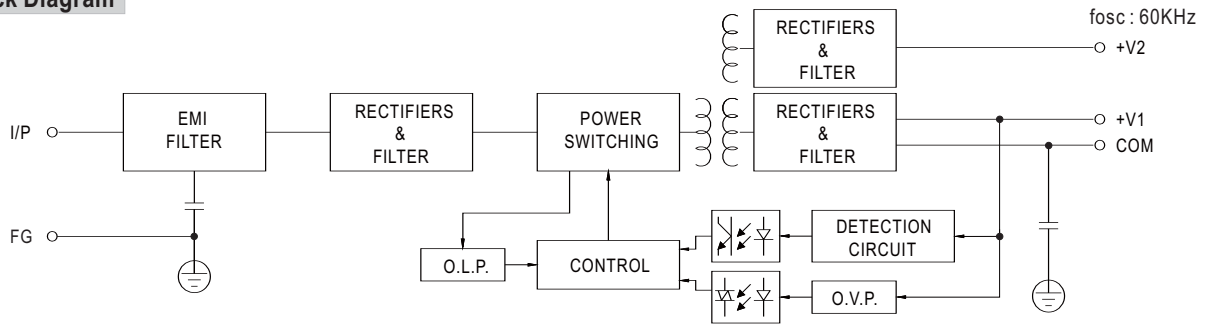 Diagram
fosc : 60KHz
RECTIFIERS
&
FILTER
+V2
I/P
EMI
FILTER
RECTIFIERS
&
FILTER
POWER
SWITCHING
RECTIFIERS
&
FILTER
+V1
COM
FG
O.L.P.
CONTROL
DETECTION
CIRCUIT
O.V.P.